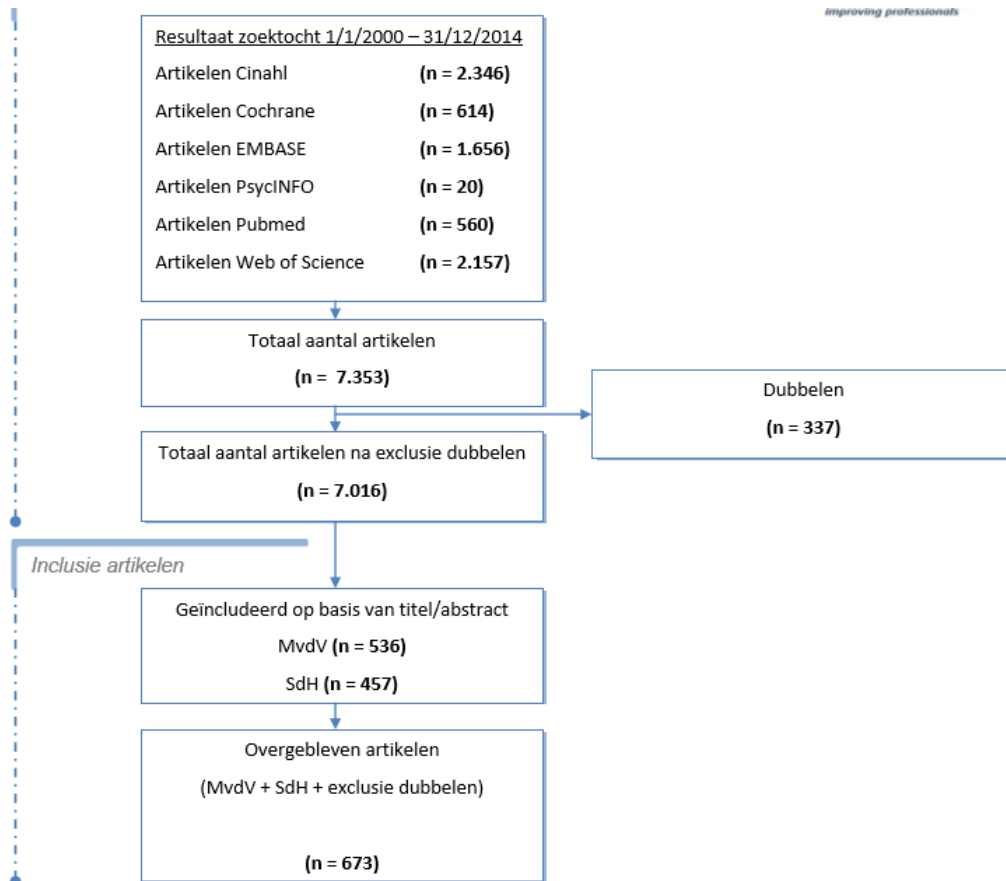 improving professionals
Resultaat zoektocht 1/1/2000 – 31/12/2014
Artikelen Cinahl (n = 2.346)
Artikelen Cochrane (n = 614)
Artikelen EMBASE (n = 1.656)
Artikelen PsycINFO (n = 20)
Artikelen Pubmed (n = 560)
Artikelen Web of Science (n = 2.157)
Totaal aantal artikelen
(n = 7.353)
Dubbelen
(n = 337)
Totaal aantal artikelen na exclusie dubbelen
(n = 7.016)
Inclusie artikelen
Geïncludeerd op basis van titel/abstract
MvdV (n = 536)
SdH (n = 457)
Overgebleven artikelen
(MvdV + SdH + exclusie dubbelen)
(n = 673)